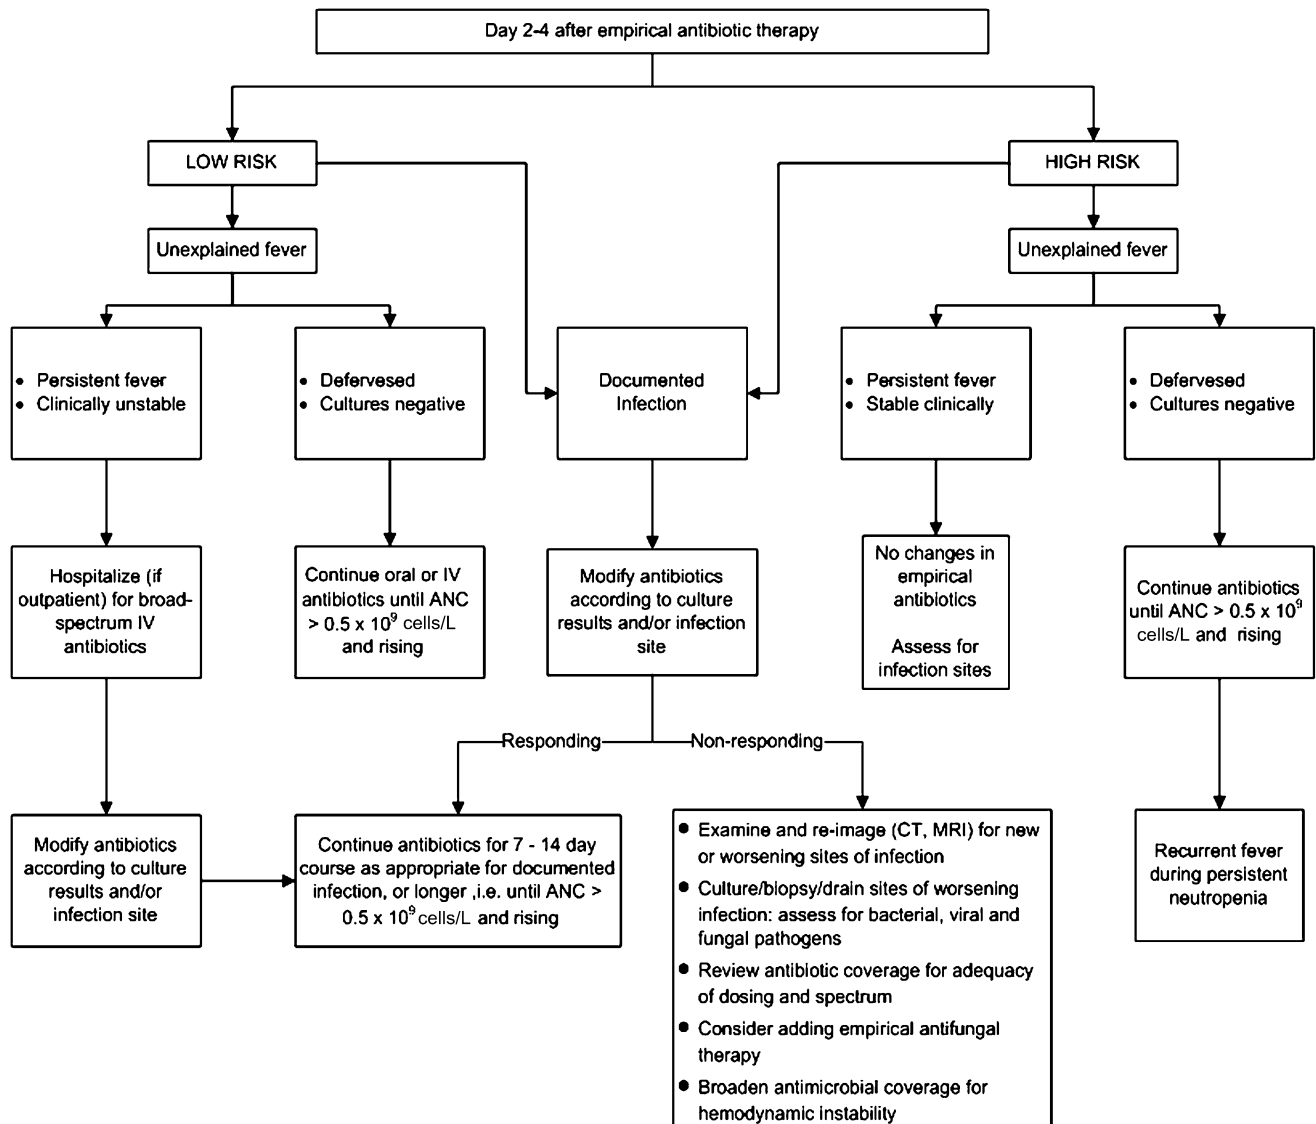 Day 2-4 after empirical antibiotic therapy
LOW RISK
HIGH RISK
Unexplained fever
Unexplained fever
• Persistent fever
• Clinically unstable
• Defervesed
• Cultures negative
Documented
Infection
• Persistent fever
• Stable clinically
• Defervesed
• Cultures negative
Hospitalize (if
outpatient) for broad-
spectrum IV
antibiotics
Continue oral or IV
antibiotics until ANC
> 0.5 x 10⁹ cells/L
and rising
Modify antibiotics
according to culture
results and/or infection
site
No changes in
empirical
antibiotics
Assess for
infection sites
Continue antibiotics
until ANC > 0.5 x 10⁹
cells/L and rising
Responding
Non-responding
Modify antibiotics
according to culture
results and/or
infection site
Continue antibiotics for 7 - 14 day
course as appropriate for documented
infection, or longer ,i.e. until ANC >
0.5 x 10⁹ cells/L and rising
• Examine and re-image (CT, MRI) for new
or worsening sites of infection
• Culture/biopsy/drain sites of worsening
infection: assess for bacterial, viral and
fungal pathogens
• Review antibiotic coverage for adequacy
of dosing and spectrum
• Consider adding empirical antifungal
therapy
• Broaden antimicrobial coverage for
hemodynamic instability
Recurrent fever
during persistent
neutropenia